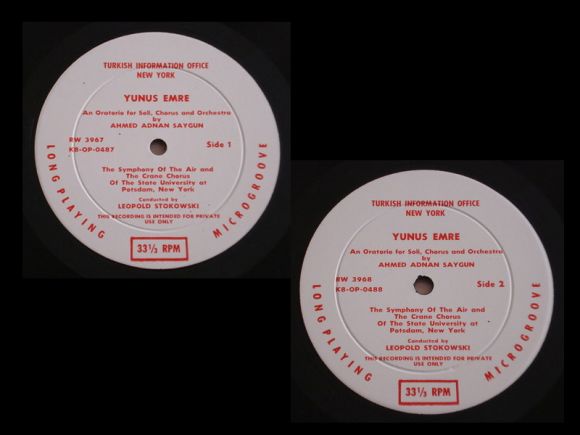 TURKISH INFORMATION OFFICE
NEW YORK
YUNUS EMRE
An Oratorio for Soli, Chorus and Orchestra
by
AHMED ADNAN SAYGUN
RW 3967
K8-OP-0487
Side 1
The Symphony Of The Air and
The Crane Chorus
Of The State University at
Potsdam, New York
Conducted by
LEOPOLD STOKOWSKI
THIS RECORDING IS INTENDED FOR PRIVATE
USE ONLY
LONG PLAYING
MICROGROOVE
33⅓ RPM
TURKISH INFORMATION OFFICE
NEW YORK
YUNUS EMRE
An Oratorio for Soli, Chorus and Orchestra
by
AHMED ADNAN SAYGUN
RW 3968
K8-OP-0488
Side 2
The Symphony Of The Air and
The Crane Chorus
Of The State University at
Potsdam, New York
Conducted by
LEOPOLD STOKOWSKI
THIS RECORDING IS INTENDED FOR PRIVATE
USE ONLY
LONG PLAYING
MICROGROOVE
33⅓ RPM